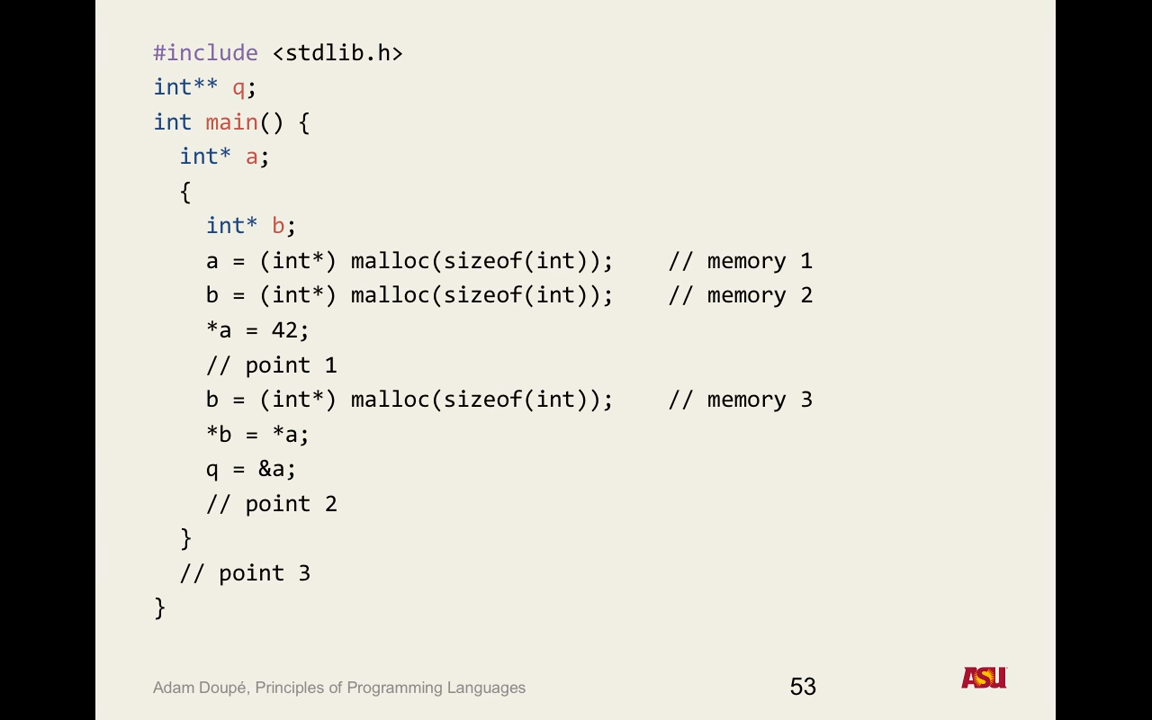 #include <stdlib.h>
int** q;
int main() {
  int* a;
  {
    int* b;
    a = (int*) malloc(sizeof(int));    // memory 1
    b = (int*) malloc(sizeof(int));    // memory 2
    *a = 42;
    // point 1
    b = (int*) malloc(sizeof(int));    // memory 3
    *b = *a;
    q = &a;
    // point 2
  }
  // point 3
}
Adam Doupé, Principles of Programming Languages 53 ASU